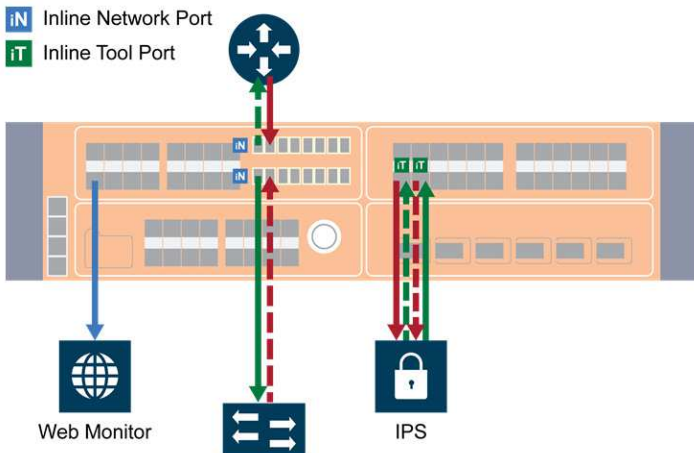 iN Inline Network Port
iT Inline Tool Port
iN
iN
iT iT
Web Monitor
IPS